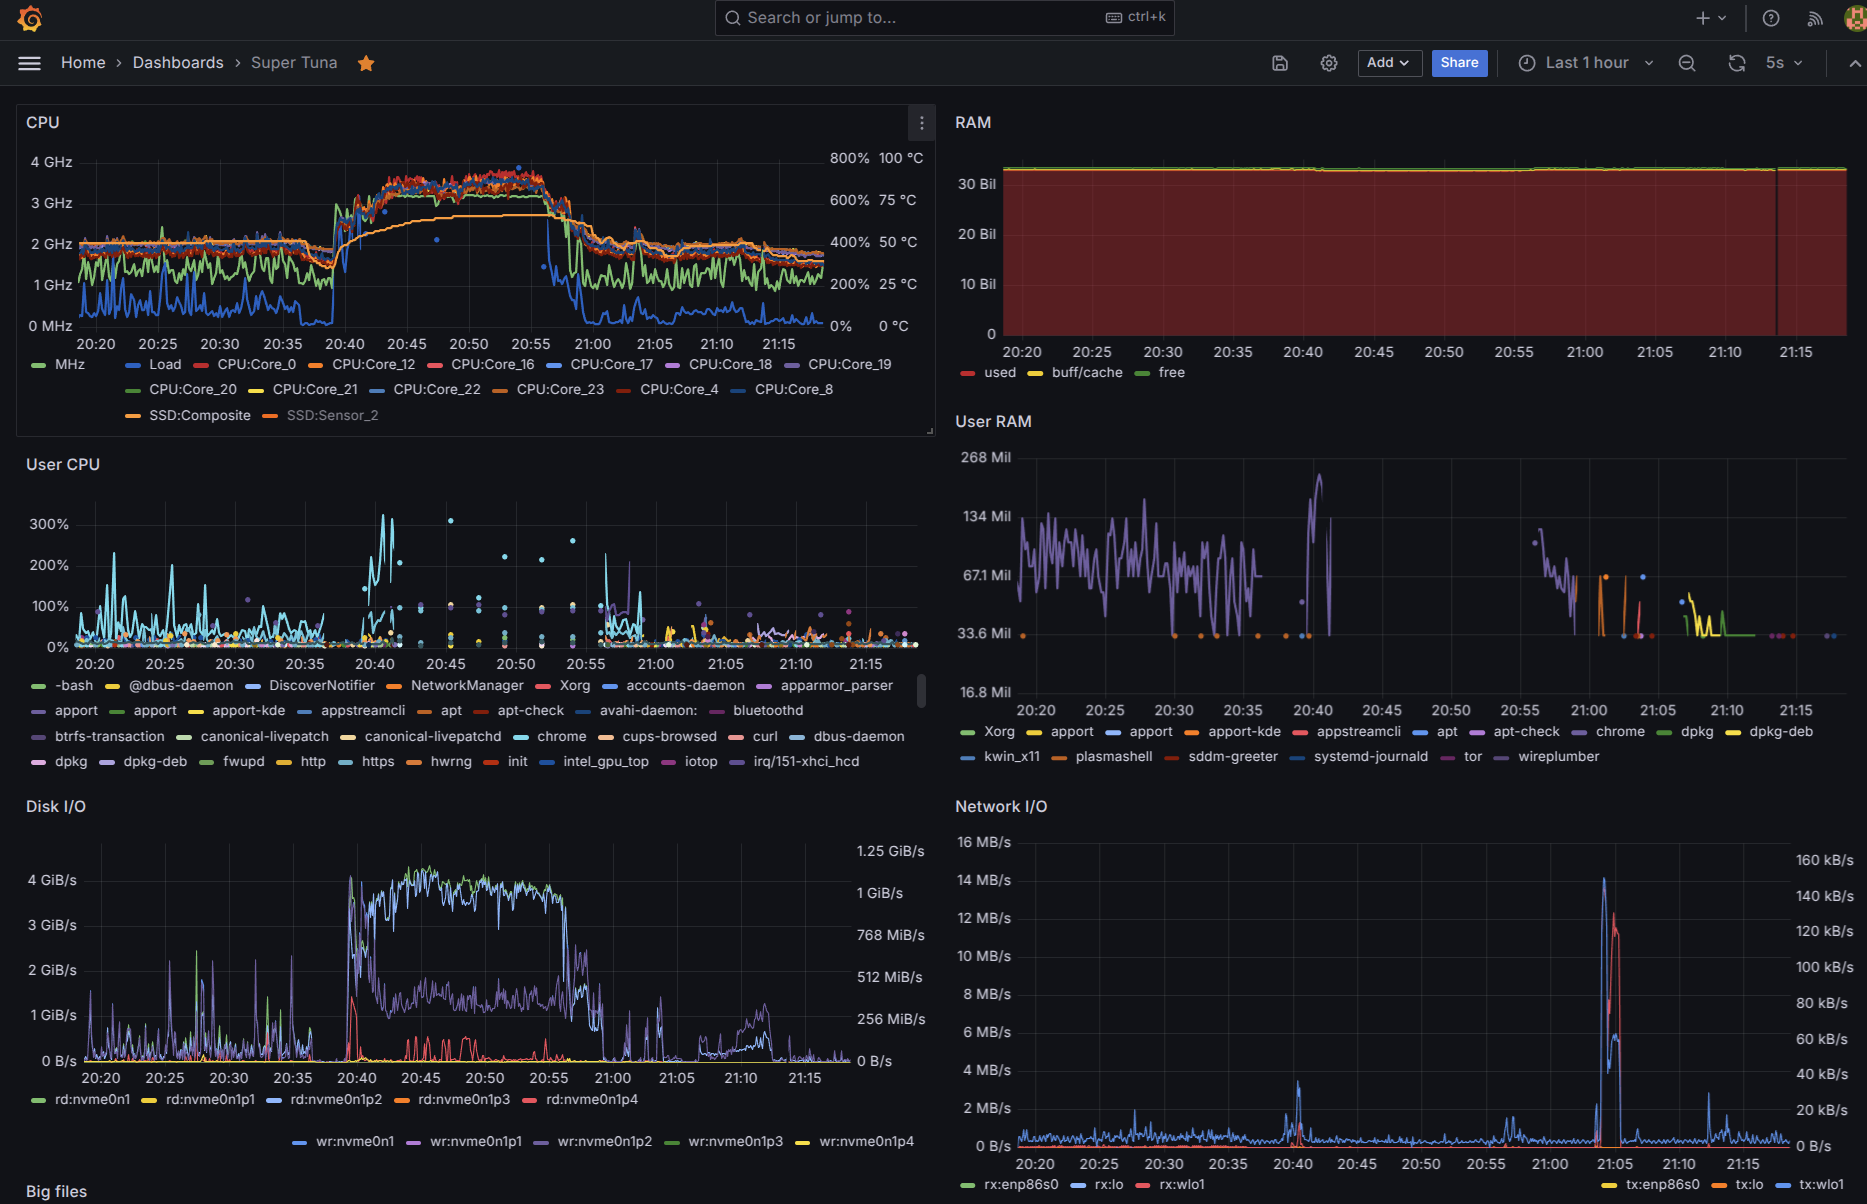 Search or jump to... ctrl+k
Home › Dashboards › Super Tuna Add Share Last 1 hour 5s
CPU
4 GHz 800% 100 °C
3 GHz 600% 75 °C
2 GHz 400% 50 °C
1 GHz 200% 25 °C
0 MHz 0% 0 °C
20:20 20:25 20:30 20:35 20:40 20:45 20:50 20:55 21:00 21:05 21:10 21:15
MHz Load CPU:Core_0 CPU:Core_12 CPU:Core_16 CPU:Core_17 CPU:Core_18 CPU:Core_19
CPU:Core_20 CPU:Core_21 CPU:Core_22 CPU:Core_23 CPU:Core_4 CPU:Core_8
SSD:Composite SSD:Sensor_2
RAM
30 Bil
20 Bil
10 Bil
0
20:20 20:25 20:30 20:35 20:40 20:45 20:50 20:55 21:00 21:05 21:10 21:15
used buff/cache free
User CPU
300%
200%
100%
0%
20:20 20:25 20:30 20:35 20:40 20:45 20:50 20:55 21:00 21:05 21:10 21:15
-bash @dbus-daemon DiscoverNotifier NetworkManager Xorg accounts-daemon apparmor_parser
apport apport apport-kde appstreamcli apt apt-check avahi-daemon: bluetoothd
btrfs-transaction canonical-livepatch canonical-livepatchd chrome cups-browsed curl dbus-daemon
dpkg dpkg-deb fwupd http https hwrng init intel_gpu_top iotop irq/151-xhci_hcd
User RAM
268 Mil
134 Mil
67.1 Mil
33.6 Mil
16.8 Mil
20:20 20:25 20:30 20:35 20:40 20:45 20:50 20:55 21:00 21:05 21:10 21:15
Xorg apport apport apport-kde appstreamcli apt apt-check chrome dpkg dpkg-deb
kwin_x11 plasmashell sddm-greeter systemd-journald tor wireplumber
Disk I/O
1.25 GiB/s
4 GiB/s 1 GiB/s
3 GiB/s 768 MiB/s
2 GiB/s 512 MiB/s
1 GiB/s 256 MiB/s
0 B/s 0 B/s
20:20 20:25 20:30 20:35 20:40 20:45 20:50 20:55 21:00 21:05 21:10 21:15
rd:nvme0n1 rd:nvme0n1p1 rd:nvme0n1p2 rd:nvme0n1p3 rd:nvme0n1p4
wr:nvme0n1 wr:nvme0n1p1 wr:nvme0n1p2 wr:nvme0n1p3 wr:nvme0n1p4
Network I/O
16 MB/s
14 MB/s 160 kB/s
12 MB/s 140 kB/s
10 MB/s 120 kB/s
8 MB/s 100 kB/s
6 MB/s 80 kB/s
4 MB/s 60 kB/s
2 MB/s 40 kB/s
0 B/s 20 kB/s
0 B/s
20:20 20:25 20:30 20:35 20:40 20:45 20:50 20:55 21:00 21:05 21:10 21:15
rx:enp86s0 rx:lo rx:wlo1 tx:enp86s0 tx:lo tx:wlo1
Big files